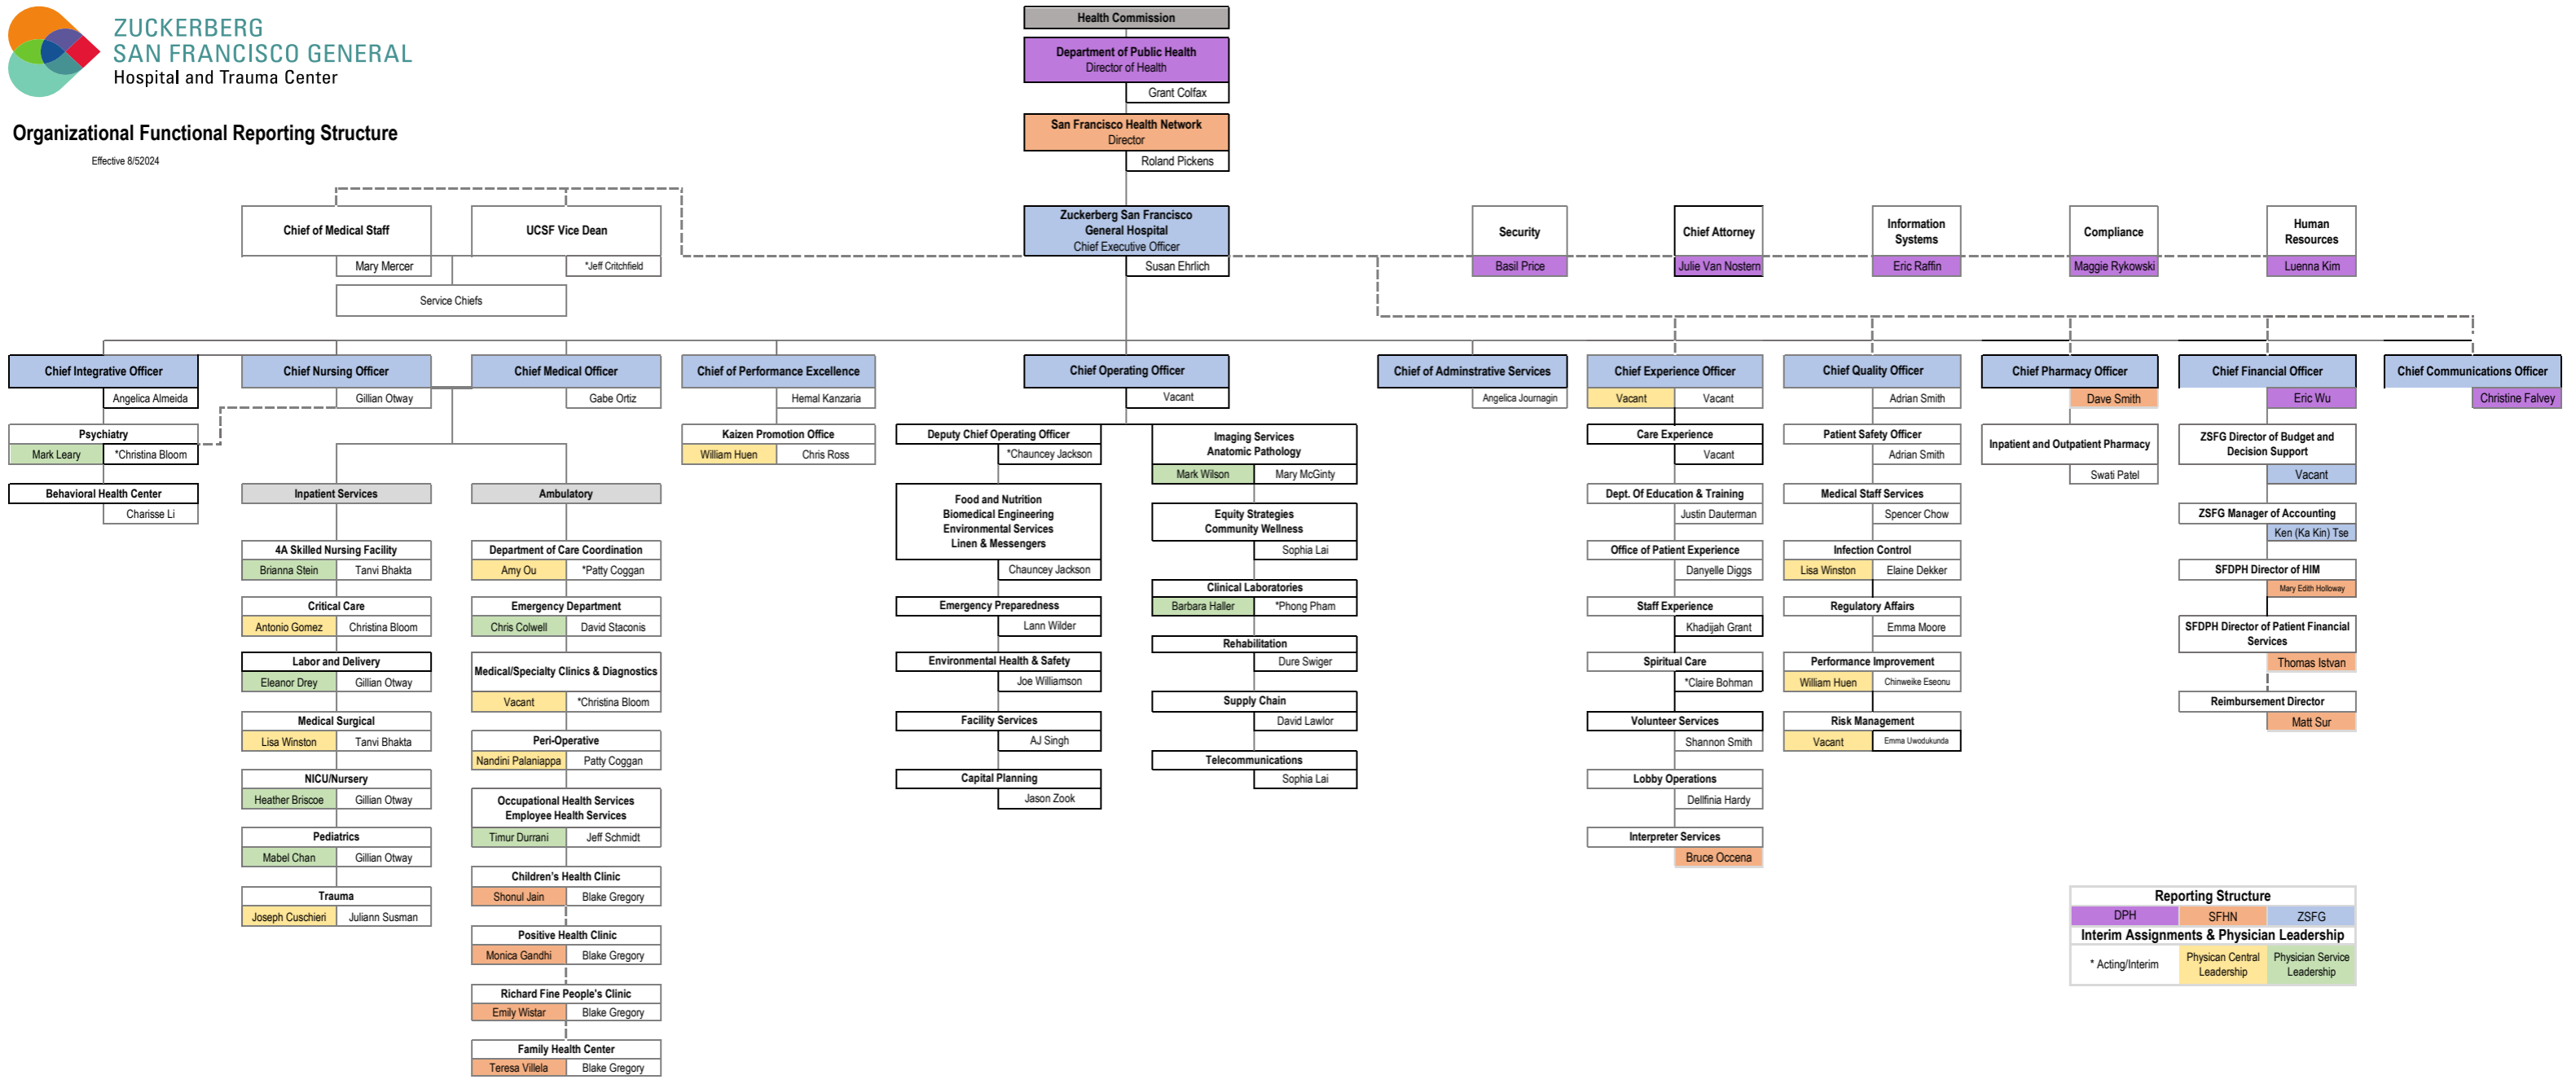 ZUCKERBERG
SAN FRANCISCO GENERAL
Hospital and Trauma Center
Organizational Functional Reporting Structure
Effective 8/52024
Health Commission
Department of Public Health
Director of Health
Grant Colfax
San Francisco Health Network
Director
Roland Pickens
Zuckerberg San Francisco
General Hospital
Chief Executive Officer
Susan Ehrlich
Chief of Medical Staff
Mary Mercer
UCSF Vice Dean
*Jeff Critchfield
Service Chiefs
Security
Basil Price
Chief Attorney
Julie Van Nostern
Information
Systems
Eric Raffin
Compliance
Maggie Rykowski
Human
Resources
Luenna Kim
Chief Integrative Officer
Angelica Almeida
Psychiatry
Mark Leary
*Christina Bloom
Behavioral Health Center
Charisse Li
Chief Nursing Officer
Gillian Otway
Chief Medical Officer
Gabe Ortiz
Inpatient Services
4A Skilled Nursing Facility
Brianna Stein
Tanvi Bhakta
Critical Care
Antonio Gomez
Christina Bloom
Labor and Delivery
Eleanor Drey
Gillian Otway
Medical Surgical
Lisa Winston
Tanvi Bhakta
NICU/Nursery
Heather Briscoe
Gillian Otway
Pediatrics
Mabel Chan
Gillian Otway
Trauma
Joseph Cuschieri
Juliann Susman
Ambulatory
Department of Care Coordination
Amy Ou
*Patty Coggan
Emergency Department
Chris Colwell
David Staconis
Medical/Specialty Clinics & Diagnostics
Vacant
*Christina Bloom
Peri-Operative
Nandini Palaniappa
Patty Coggan
Occupational Health Services
Employee Health Services
Timur Durrani
Jeff Schmidt
Children's Health Clinic
Shonul Jain
Blake Gregory
Positive Health Clinic
Monica Gandhi
Blake Gregory
Richard Fine People's Clinic
Emily Wistar
Blake Gregory
Family Health Center
Teresa Villela
Blake Gregory
Chief of Performance Excellence
Hemal Kanzaria
Kaizen Promotion Office
William Huen
Chris Ross
Chief Operating Officer
Vacant
Deputy Chief Operating Officer
*Chauncey Jackson
Food and Nutrition
Biomedical Engineering
Environmental Services
Linen & Messengers
Chauncey Jackson
Emergency Preparedness
Lann Wilder
Environmental Health & Safety
Joe Williamson
Facility Services
AJ Singh
Capital Planning
Jason Zook
Imaging Services
Anatomic Pathology
Mark Wilson
Mary McGinty
Equity Strategies
Community Wellness
Sophia Lai
Clinical Laboratories
Barbara Haller
*Phong Pham
Rehabilitation
Dure Swiger
Supply Chain
David Lawlor
Telecommunications
Sophia Lai
Chief of Adminstrative Services
Angelica Journagin
Chief Experience Officer
Vacant
Vacant
Care Experience
Vacant
Dept. Of Education & Training
Justin Dauterman
Office of Patient Experience
Danyelle Diggs
Staff Experience
Khadijah Grant
Spiritual Care
*Claire Bohman
Volunteer Services
Shannon Smith
Lobby Operations
Dellfinia Hardy
Interpreter Services
Bruce Occena
Chief Quality Officer
Adrian Smith
Patient Safety Officer
Adrian Smith
Medical Staff Services
Spencer Chow
Infection Control
Lisa Winston
Elaine Dekker
Regulatory Affairs
Emma Moore
Performance Improvement
William Huen
Chinweike Eseonu
Risk Management
Vacant
Emma Uwodukunda
Chief Pharmacy Officer
Dave Smith
Inpatient and Outpatient Pharmacy
Swati Patel
Chief Financial Officer
Eric Wu
ZSFG Director of Budget and
Decision Support
Vacant
ZSFG Manager of Accounting
Ken (Ka Kin) Tse
SFDPH Director of HIM
Mary Edith Holloway
SFDPH Director of Patient Financial
Services
Thomas Istvan
Reimbursement Director
Matt Sur
Chief Communications Officer
Christine Falvey
Reporting Structure
DPH
SFHN
ZSFG
Interim Assignments & Physician Leadership
* Acting/Interim
Physican Central
Leadership
Physician Service
Leadership